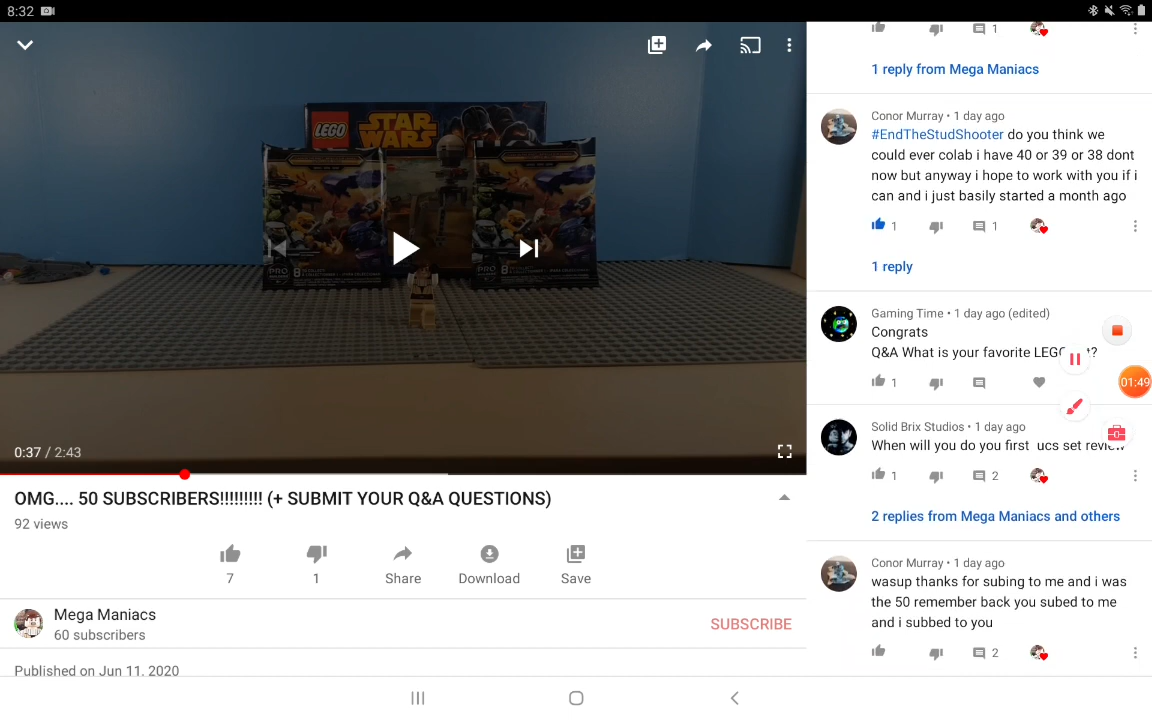 8:32
LEGO STAR WARS
PRO 8
PRO 8
0:37 / 2:43
OMG.... 50 SUBSCRIBERS!!!!!!!!! (+ SUBMIT YOUR Q&A QUESTIONS)
92 views
7
1
Share
Download
Save
Mega Maniacs
60 subscribers
SUBSCRIBE
Published on Jun 11, 2020
1
1 reply from Mega Maniacs
Conor Murray • 1 day ago
#EndTheStudShooter do you think we
could ever colab i have 40 or 39 or 38 dont
now but anyway i hope to work with you if i
can and i just basily started a month ago
1 1
1 reply
Gaming Time • 1 day ago (edited)
Congrats
Q&A What is your favorite LEGO
1
01:49
Solid Brix Studios • 1 day ago
When will you do you first ucs set review
1 2
2 replies from Mega Maniacs and others
Conor Murray • 1 day ago
wasup thanks for subing to me and i was
the 50 remember back you subed to me
and i subbed to you
2